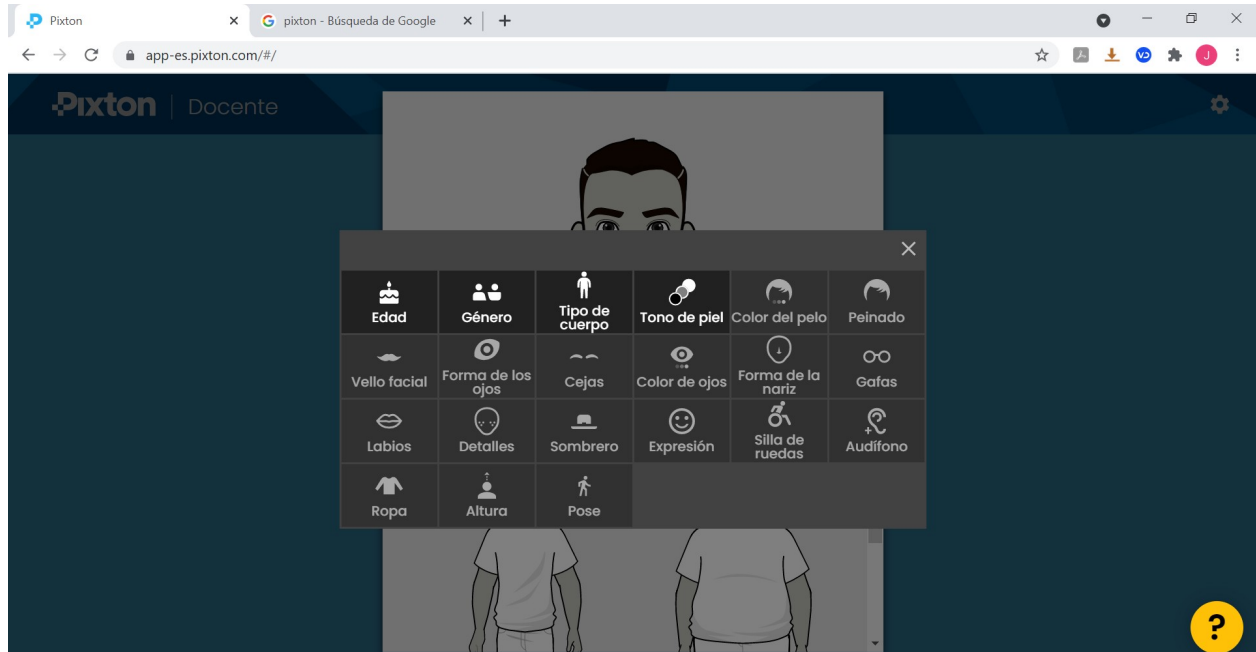 Pixton
pixton - Búsqueda de Google
app-es.pixton.com/#/
J
Pixton | Docente
Edad
Género
Tipo de
cuerpo
Tono de piel
Color del pelo
Peinado
Vello facial
Forma de los
ojos
Cejas
Color de ojos
Forma de la
nariz
Gafas
Labios
Detalles
Sombrero
Expresión
Silla de
ruedas
Audífono
Ropa
Altura
Pose
?